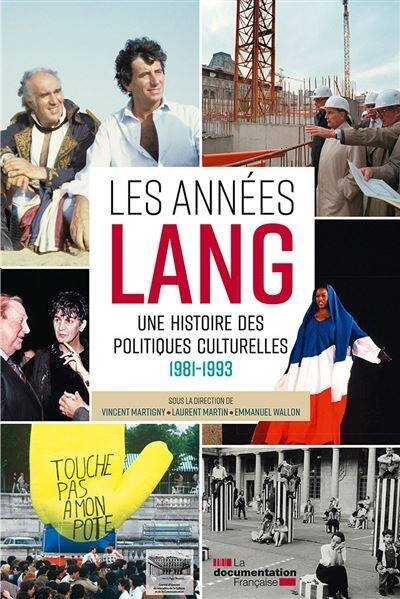 LES ANNÉES
LANG
UNE HISTOIRE DES
POLITIQUES CULTURELLES
1981-1993
SOUS LA DIRECTION DE
VINCENT MARTIGNY • LAURENT MARTIN • EMMANUEL WALLON
TOUCHE
PAS
À MON
POTE
La
documentation
Française